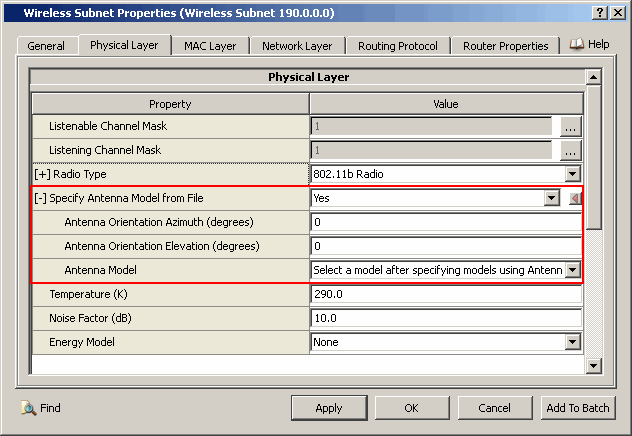 Wireless Subnet Properties (Wireless Subnet 190.0.0.0)
General Physical Layer MAC Layer Network Layer Routing Protocol Router Properties Help
Physical Layer
Property Value
Listenable Channel Mask 1 ...
Listening Channel Mask 1 ...
[+] Radio Type 802.11b Radio
[-] Specify Antenna Model from File Yes
Antenna Orientation Azimuth (degrees) 0
Antenna Orientation Elevation (degrees) 0
Antenna Model Select a model after specifying models using Antenn
Temperature (K) 290.0
Noise Factor (dB) 10.0
Energy Model None
Find Apply OK Cancel Add To Batch